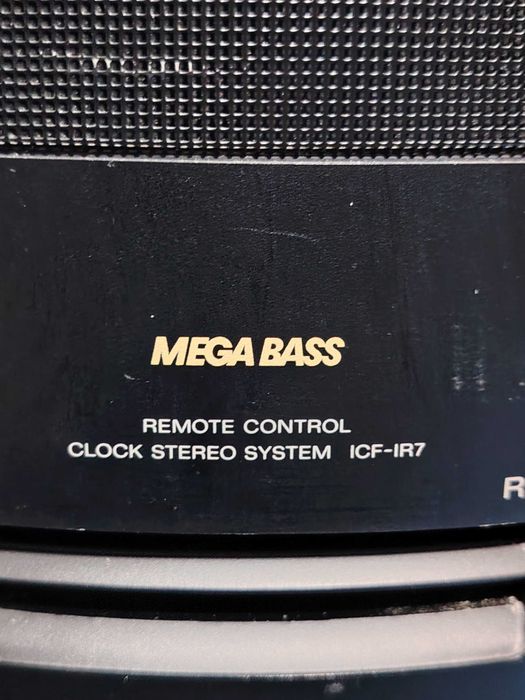 MEGA BASS
REMOTE CONTROL
CLOCK STEREO SYSTEM ICF-IR7
R